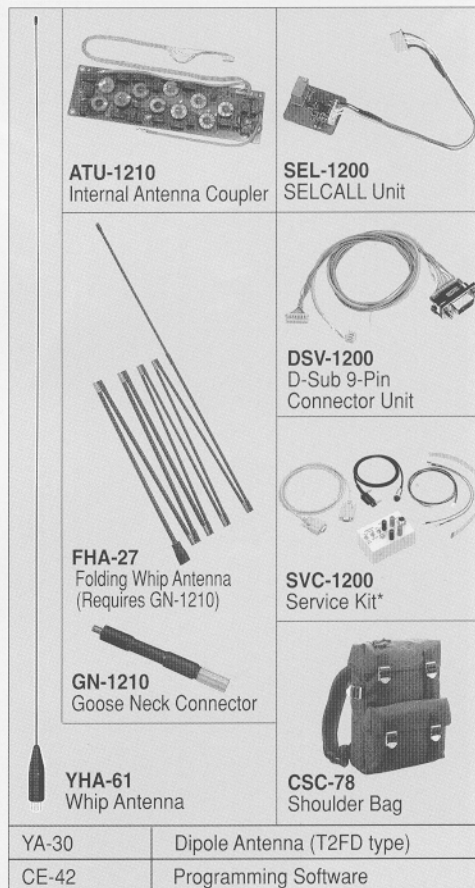 ATU-1210
Internal Antenna Coupler
SEL-1200
SELCALL Unit
DSV-1200
D-Sub 9-Pin
Connector Unit
FHA-27
Folding Whip Antenna
(Requires GN-1210)
SVC-1200
Service Kit*
GN-1210
Goose Neck Connector
YHA-61
Whip Antenna
CSC-78
Shoulder Bag
YA-30 Dipole Antenna (T2FD type)
CE-42 Programming Software